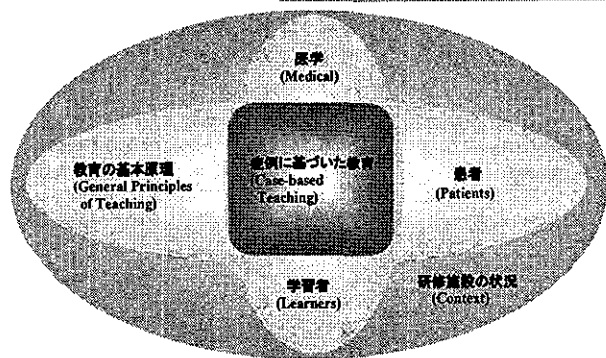 医学
(Medical)
教育の基本原理
(General Principles
of Teaching)
症例に基づいた教育
(Case-based
Teaching)
患者
(Patients)
学習者
(Learners)
研修施設の状況
(Context)